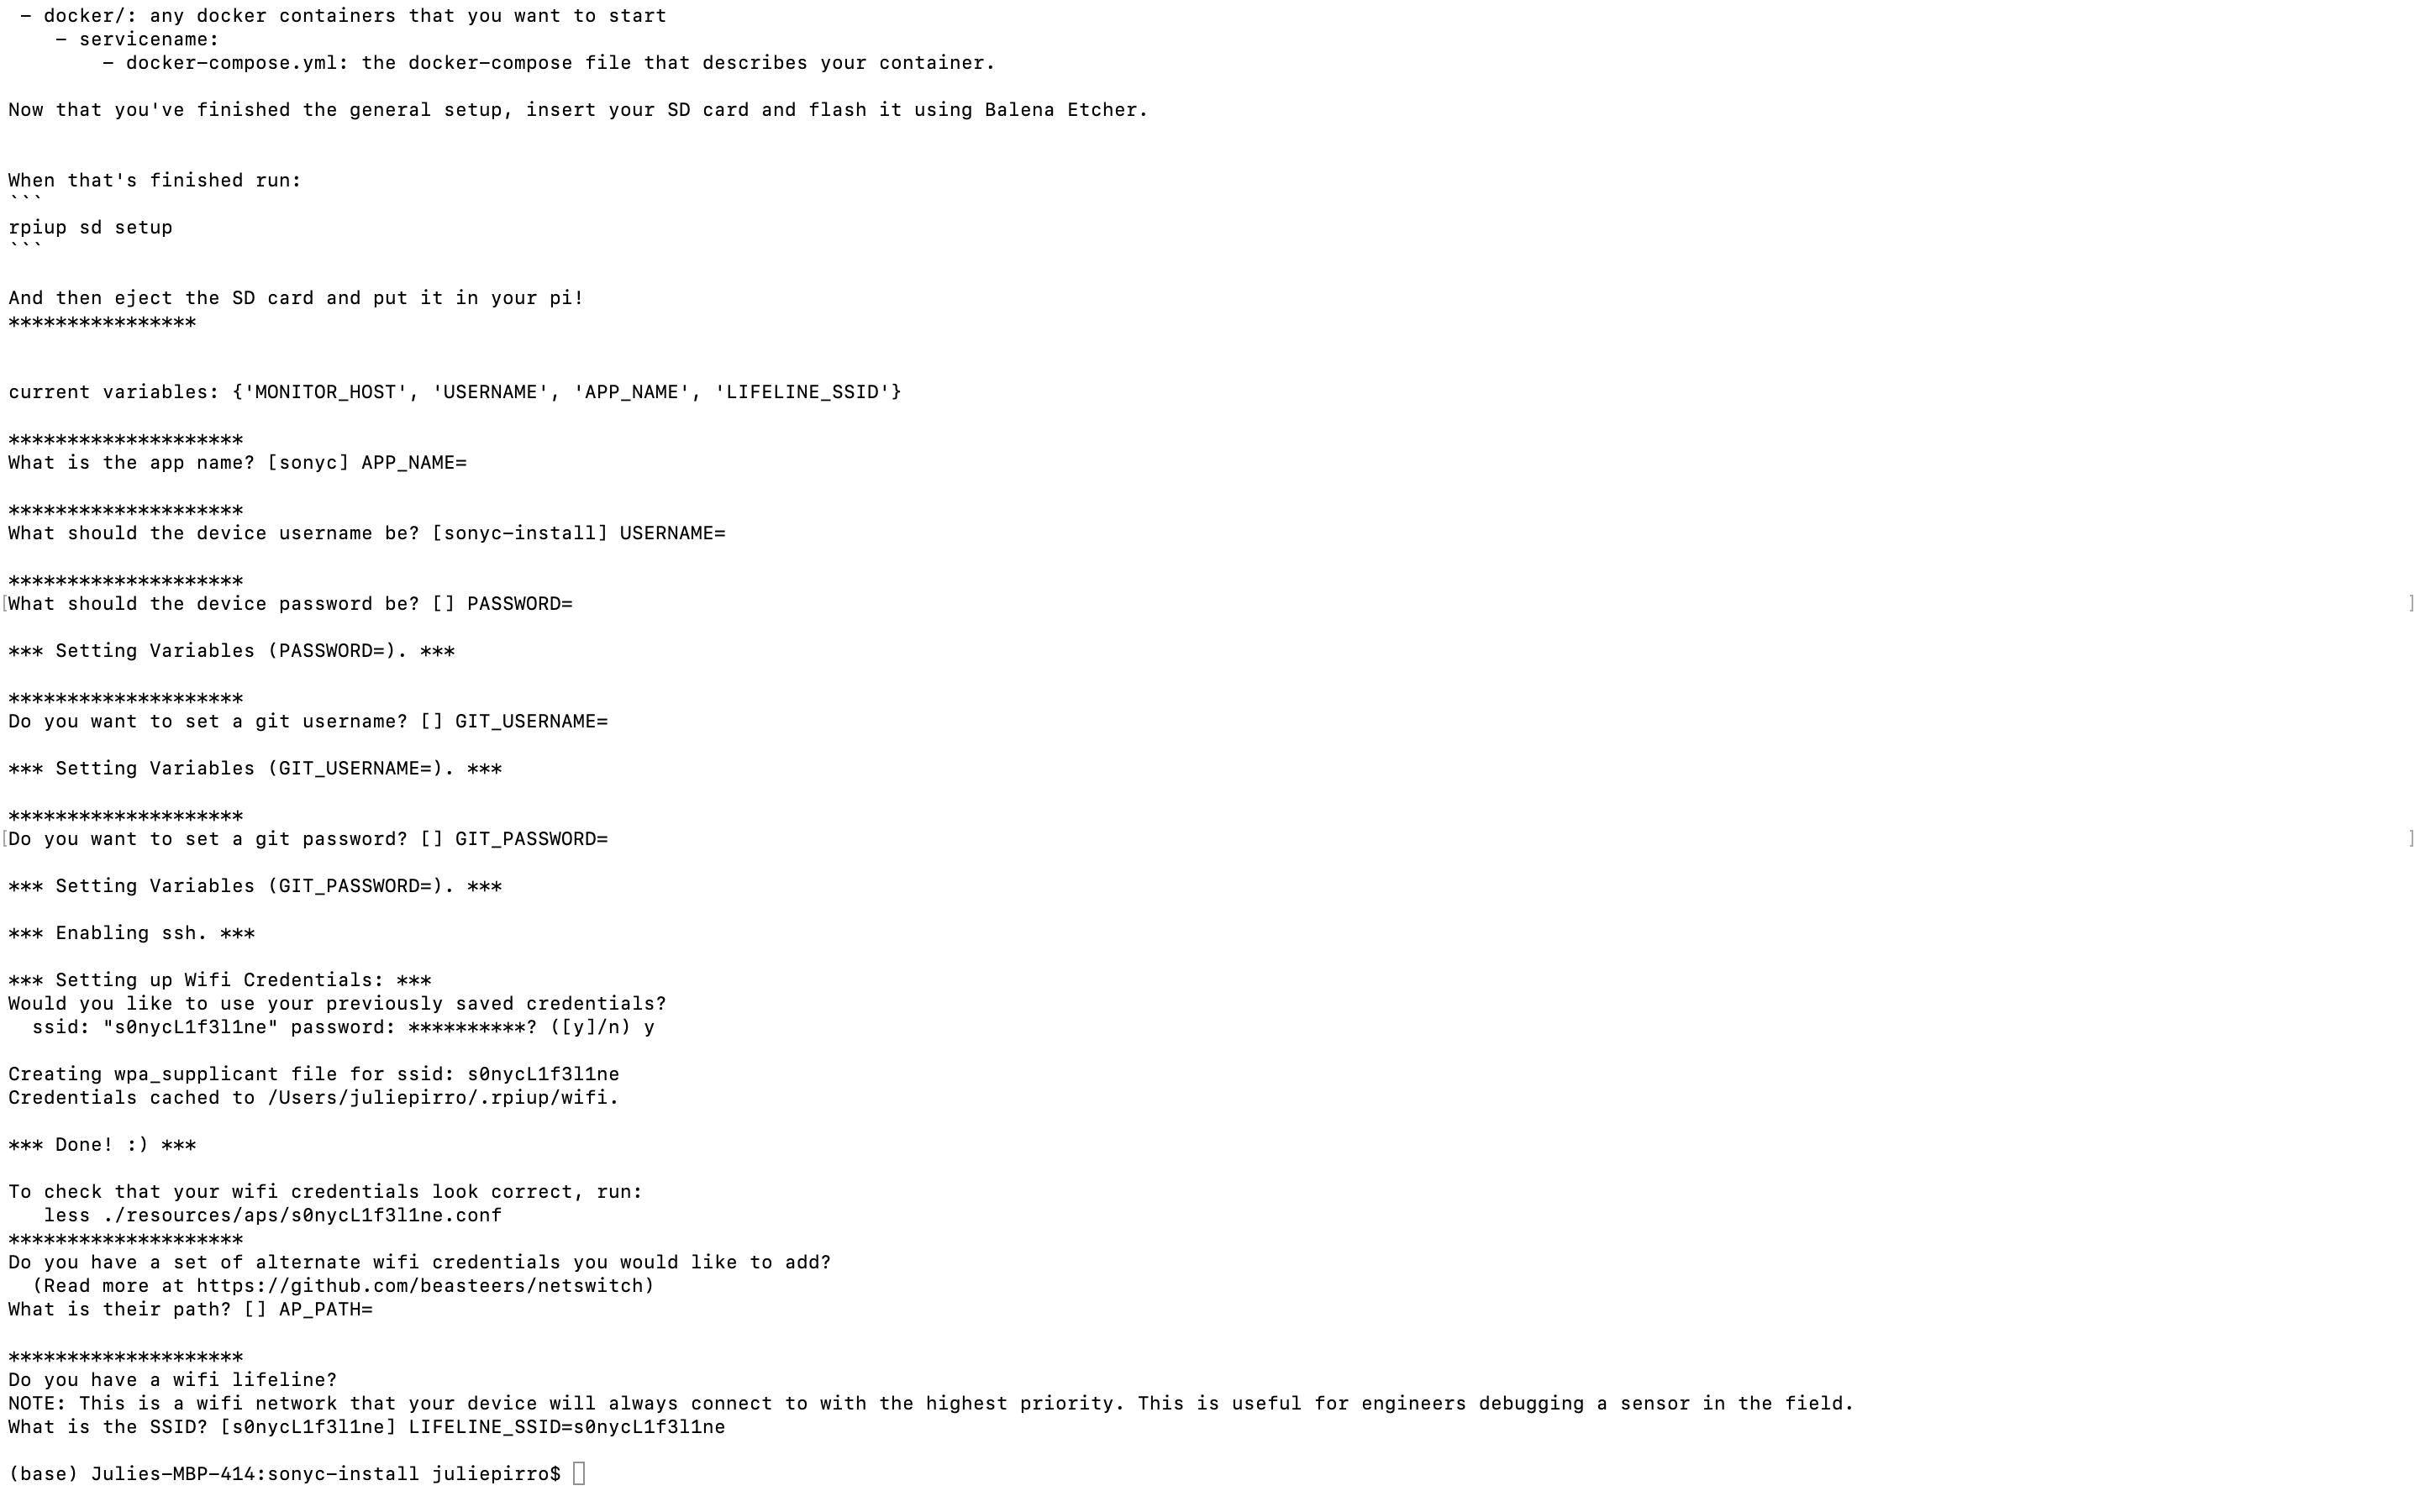 – docker/: any docker containers that you want to start
– servicename:
– docker-compose.yml: the docker-compose file that describes your container.
Now that you've finished the general setup, insert your SD card and flash it using Balena Etcher.
When that's finished run:
```
rpiup sd setup
```
And then eject the SD card and put it in your pi!
****************
current variables: {'MONITOR_HOST', 'USERNAME', 'APP_NAME', 'LIFELINE_SSID'}
********************
What is the app name? [sonyc] APP_NAME=
********************
What should the device username be? [sonyc-install] USERNAME=
********************
[What should the device password be? [] PASSWORD= ]
*** Setting Variables (PASSWORD=). ***
********************
Do you want to set a git username? [] GIT_USERNAME=
*** Setting Variables (GIT_USERNAME=). ***
********************
[Do you want to set a git password? [] GIT_PASSWORD= ]
*** Setting Variables (GIT_PASSWORD=). ***
*** Enabling ssh. ***
*** Setting up Wifi Credentials: ***
Would you like to use your previously saved credentials?
ssid: "s0nycL1f3l1ne" password: **********? ([y]/n) y
Creating wpa_supplicant file for ssid: s0nycL1f3l1ne
Credentials cached to /Users/juliepirro/.rpiup/wifi.
*** Done! :) ***
To check that your wifi credentials look correct, run:
less ./resources/aps/s0nycL1f3l1ne.conf
********************
Do you have a set of alternate wifi credentials you would like to add?
(Read more at https://github.com/beasteers/netswitch)
What is their path? [] AP_PATH=
********************
Do you have a wifi lifeline?
NOTE: This is a wifi network that your device will always connect to with the highest priority. This is useful for engineers debugging a sensor in the field.
What is the SSID? [s0nycL1f3l1ne] LIFELINE_SSID=s0nycL1f3l1ne
(base) Julies-MBP-414:sonyc-install juliepirro$